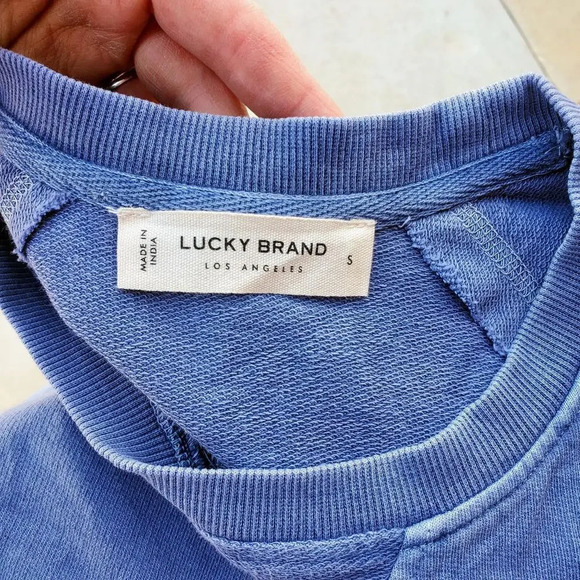 MADE IN
INDIA
LUCKY BRAND
LOS ANGELES
S